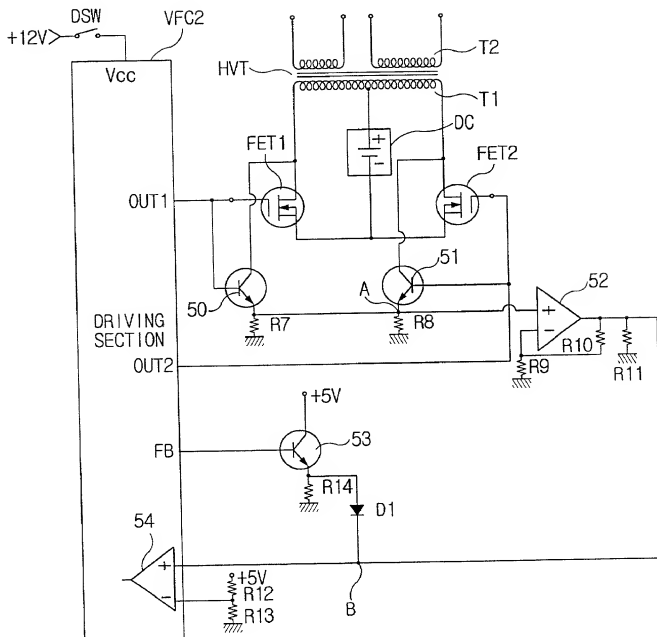 DSW
+12V
VFC2
Vcc
HVT
T2
T1
+
-
DC
FET1
FET2
OUT1
51
50
A
R7
R8
52
+
-
DRIVING
SECTION
R9
R10
R11
OUT2
+5V
FB
53
R14
D1
54
+
-
+5V
R12
R13
B